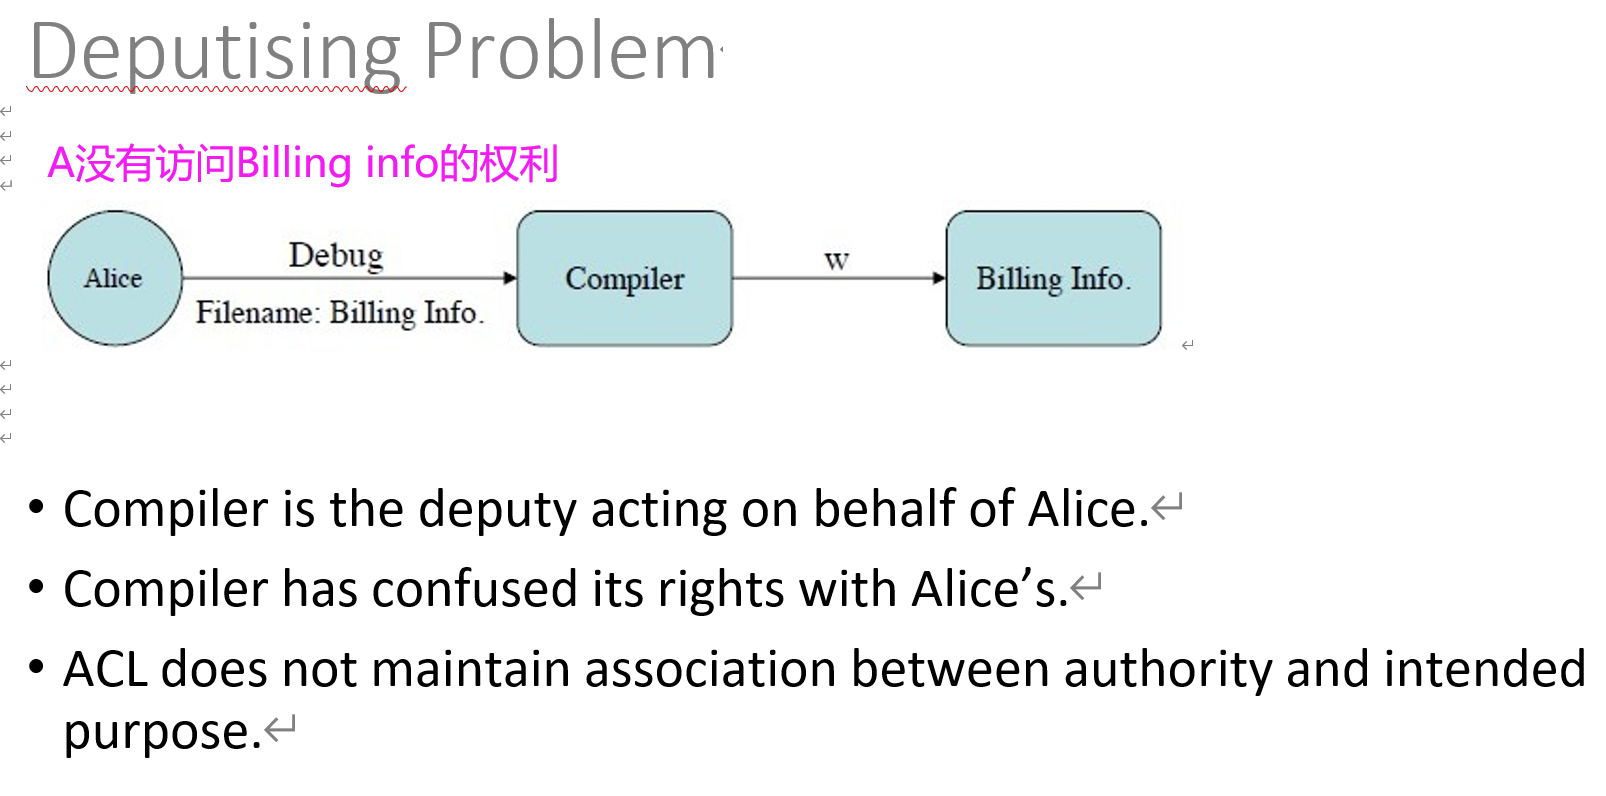 Deputising Problem
A没有访问Billing info的权利
Alice
Debug
Filename: Billing Info.
Compiler
w
Billing Info.
• Compiler is the deputy acting on behalf of Alice.
• Compiler has confused its rights with Alice’s.
• ACL does not maintain association between authority and intended
purpose.